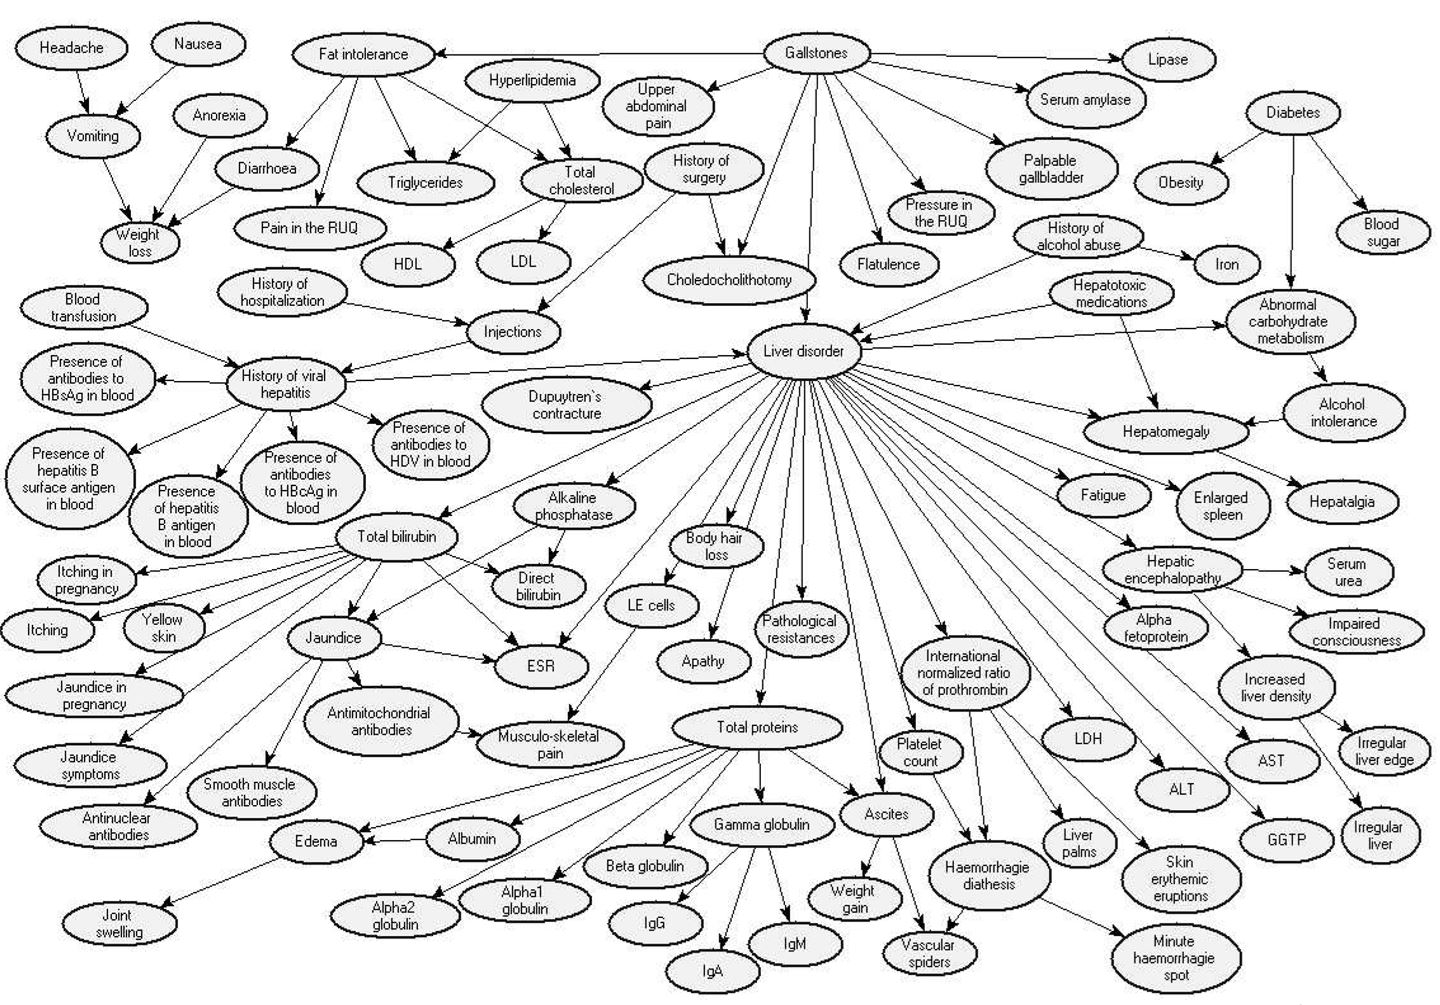 Headache
Nausea
Fat intolerance
Gallstones
Lipase
Hyperlipidemia
Upper
abdominal
pain
Serum amylase
Anorexia
Vomiting
Diabetes
Diarrhoea
Triglycerides
Total
cholesterol
History of
surgery
Palpable
gallbladder
Obesity
Pressure in
the RUQ
Pain in the RUQ
Weight
loss
Blood
sugar
History of
alcohol abuse
HDL
LDL
Flatulence
Iron
Choledocholithotomy
History of
hospitalization
Hepatotoxic
medications
Blood
transfusion
Injections
Abnormal
carbohydrate
metabolism
Liver disorder
Presence of
antibodies to
HBsAg in blood
History of viral
hepatitis
Dupuytren`s
contracture
Alcohol
intolerance
Hepatomegaly
Presence of
antibodies to
HDV in blood
Presence of
hepatitis B
surface antigen
in blood
Presence of
antibodies
to HBcAg in
blood
Presence
of hepatitis
B antigen
in blood
Alkaline
phosphatase
Fatigue
Enlarged
spleen
Hepatalgia
Total bilirubin
Body hair
loss
Itching in
pregnancy
Direct
bilirubin
Hepatic
encephalopathy
Serum
urea
LE cells
Itching
Yellow
skin
Jaundice
Pathological
resistances
Alpha
fetoprotein
Impaired
consciousness
ESR
Apathy
International
normalized ratio
of prothrombin
Increased
liver density
Jaundice in
pregnancy
Antimitochondrial
antibodies
Total proteins
Musculo-skeletal
pain
Platelet
count
LDH
Irregular
liver edge
Jaundice
symptoms
AST
Smooth muscle
antibodies
ALT
Antinuclear
antibodies
Edema
Albumin
Gamma globulin
Ascites
Liver
palms
GGTP
Irregular
liver
Beta globulin
Haemorrhagie
diathesis
Skin
erythemic
eruptions
Alpha1
globulin
Weight
gain
Joint
swelling
Alpha2
globulin
IgG
IgM
Vascular
spiders
Minute
haemorrhagie
spot
IgA